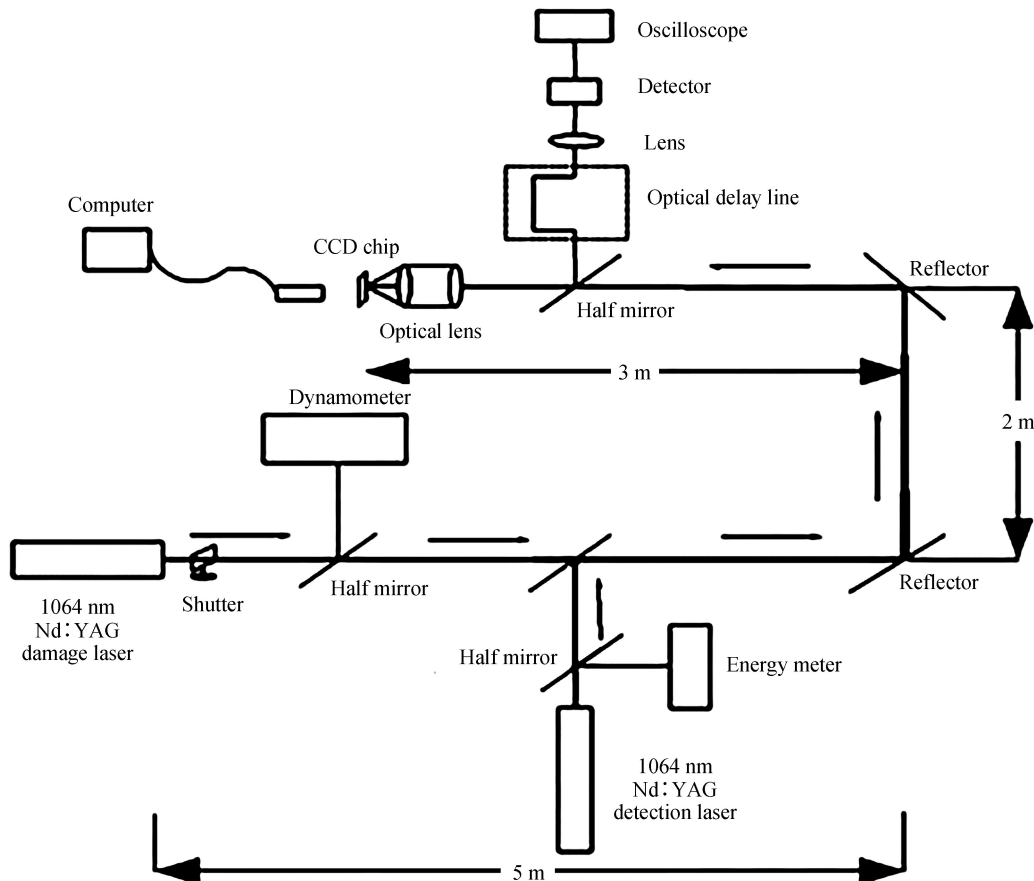 Oscilloscope
Detector
Lens
Optical delay line
Computer
CCD chip
Reflector
Half mirror
Optical lens
3 m
Dynamometer
2 m
Half mirror
Reflector
Shutter
1064 nm
Nd:YAG
damage laser
Half mirror
Energy meter
1064 nm
Nd:YAG
detection laser
5 m